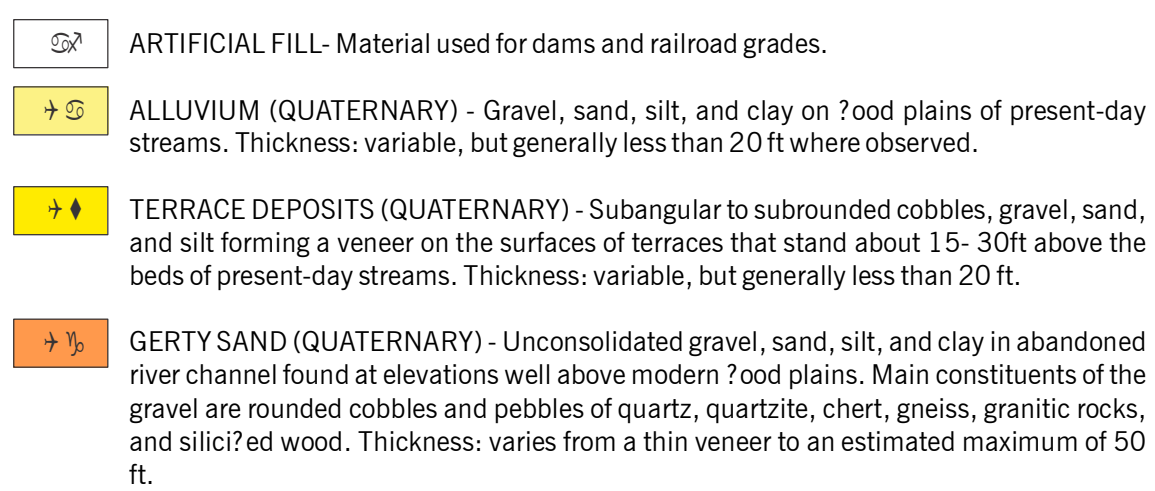 ♋♐ ARTIFICIAL FILL- Material used for dams and railroad grades.
✈♋ ALLUVIUM (QUATERNARY) - Gravel, sand, silt, and clay on ?ood plains of present-day
streams. Thickness: variable, but generally less than 20 ft where observed.
✈♦ TERRACE DEPOSITS (QUATERNARY) - Subangular to subrounded cobbles, gravel, sand,
and silt forming a veneer on the surfaces of terraces that stand about 15- 30ft above the
beds of present-day streams. Thickness: variable, but generally less than 20 ft.
✈♑ GERTY SAND (QUATERNARY) - Unconsolidated gravel, sand, silt, and clay in abandoned
river channel found at elevations well above modern ?ood plains. Main constituents of the
gravel are rounded cobbles and pebbles of quartz, quartzite, chert, gneiss, granitic rocks,
and silici?ed wood. Thickness: varies from a thin veneer to an estimated maximum of 50
ft.